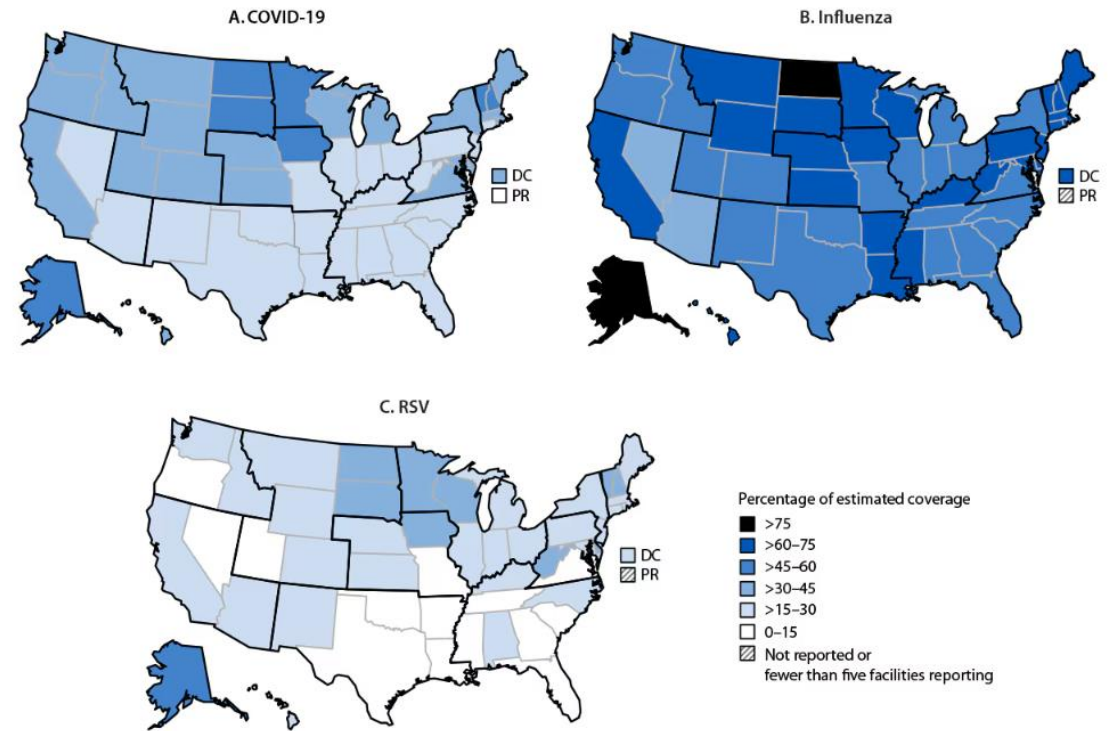 A. COVID-19
DC
PR
B. Influenza
DC
PR
C. RSV
DC
PR
Percentage of estimated coverage
>75
>60–75
>45–60
>30–45
>15–30
0–15
Not reported or
fewer than five facilities reporting